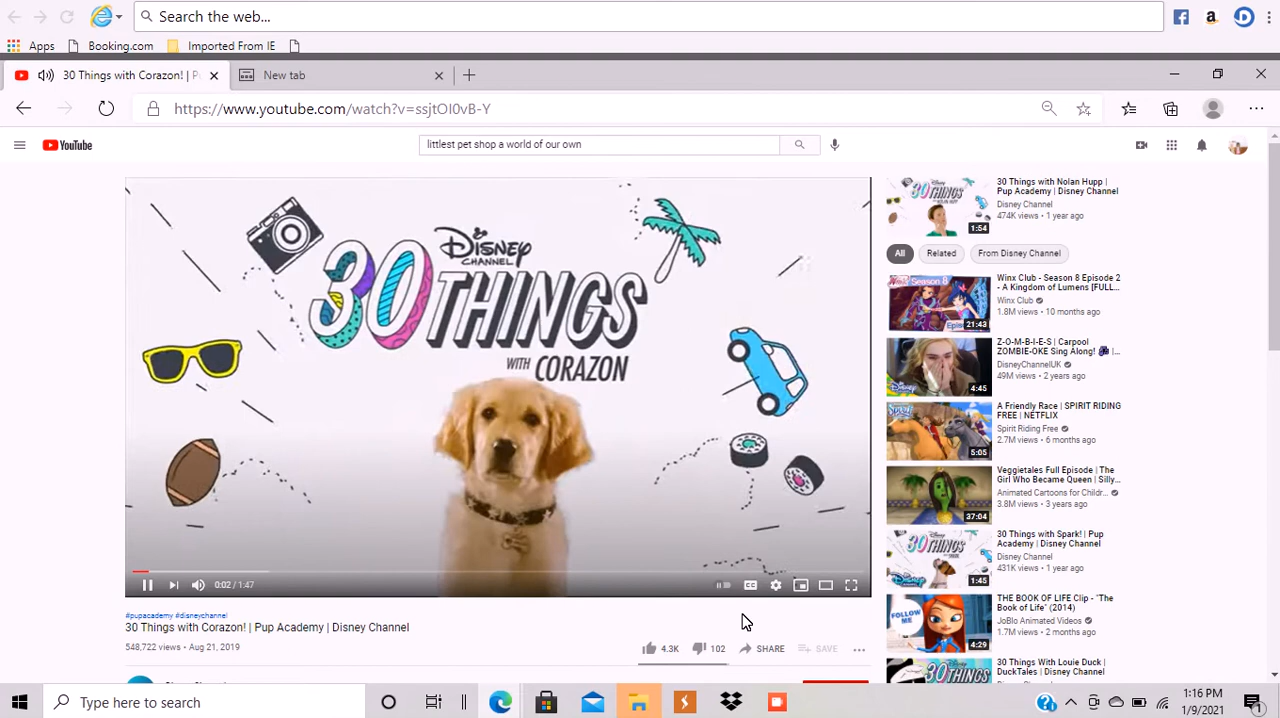 Search the web...
Apps
Booking.com
Imported From IE
30 Things with Corazon! | P
New tab
https://www.youtube.com/watch?v=ssjtOI0vB-Y
YouTube
littlest pet shop a world of our own
DISNEY
CHANNEL
30 THINGS
WITH CORAZON
0:02 / 1:47
#pupacademy #disneychannel
30 Things with Corazon! | Pup Academy | Disney Channel
548,722 views • Aug 21, 2019
4.3K
102
SHARE
SAVE
30 Things with Nolan Hupp |
Pup Academy | Disney Channel
Disney Channel
474K views • 1 year ago
1:54
All
Related
From Disney Channel
Winx Club - Season 8 Episode 2
- A Kingdom of Lumens [FULL...
Winx Club
1.8M views • 10 months ago
21:43
Z-O-M-B-I-E-S | Carpool
ZOMBIE-OKE Sing Along! |...
DisneyChannelUK
49M views • 2 years ago
4:45
A Friendly Race | SPIRIT RIDING
FREE | NETFLIX
Spirit Riding Free
2.7M views • 6 months ago
5:05
Veggietales Full Episode | The
Girl Who Became Queen | Silly...
Animated Cartoons for Childr...
3.8M views • 3 years ago
37:04
30 Things with Spark! | Pup
Academy | Disney Channel
Disney Channel
431K views • 1 year ago
1:45
THE BOOK OF LIFE Clip - "The
Book of Life" (2014)
JoBlo Animated Videos
1.7M views • 2 months ago
FOLLOW
ME
4:29
30 Things With Louie Duck |
DuckTales | Disney Channel
Type here to search
1:16 PM
1/9/2021